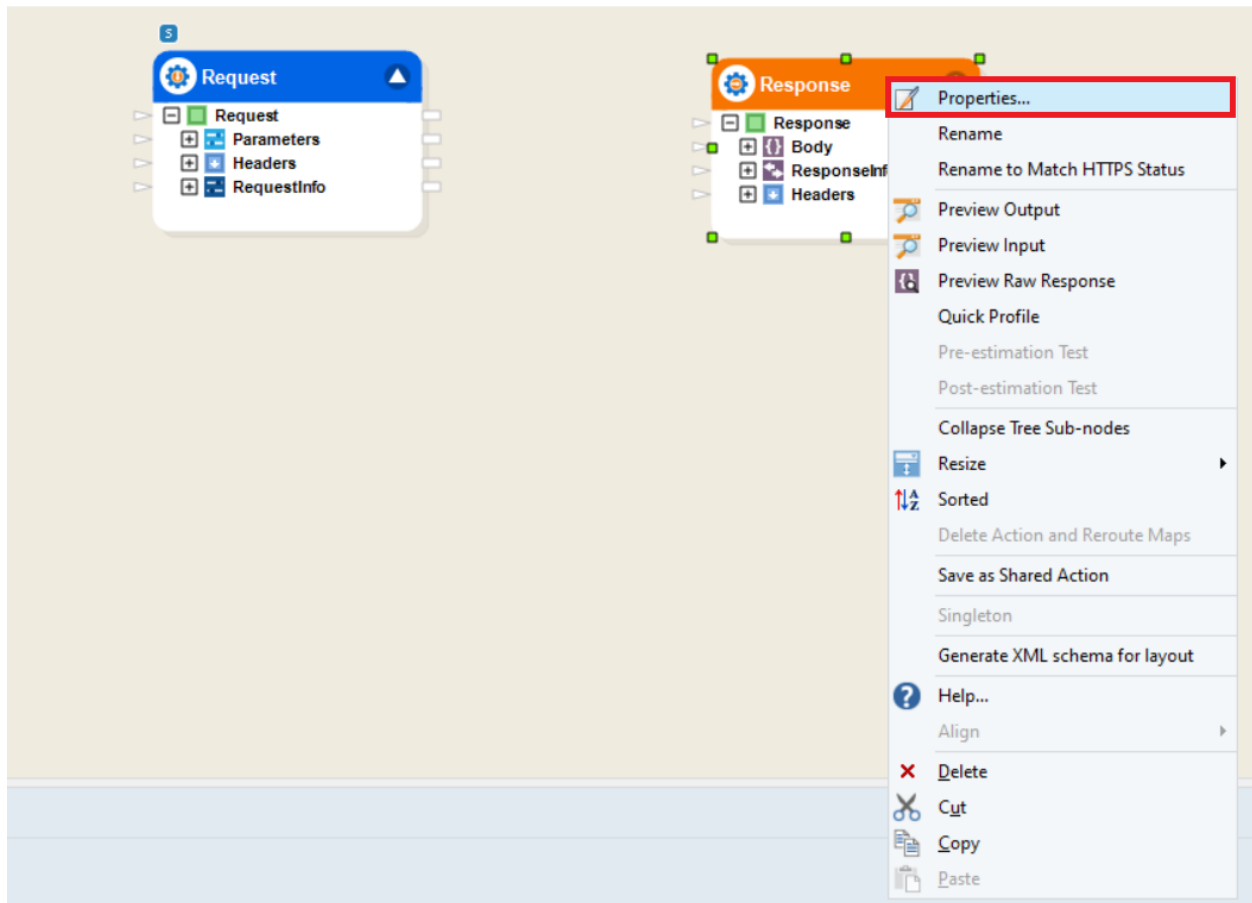 S
Request
Request
Parameters
Headers
RequestInfo
Response
Response
Body
ResponseInf
Headers
Properties...
Rename
Rename to Match HTTPS Status
Preview Output
Preview Input
Preview Raw Response
Quick Profile
Pre-estimation Test
Post-estimation Test
Collapse Tree Sub-nodes
Resize
Sorted
Delete Action and Reroute Maps
Save as Shared Action
Singleton
Generate XML schema for layout
Help...
Align
Delete
Cut
Copy
Paste